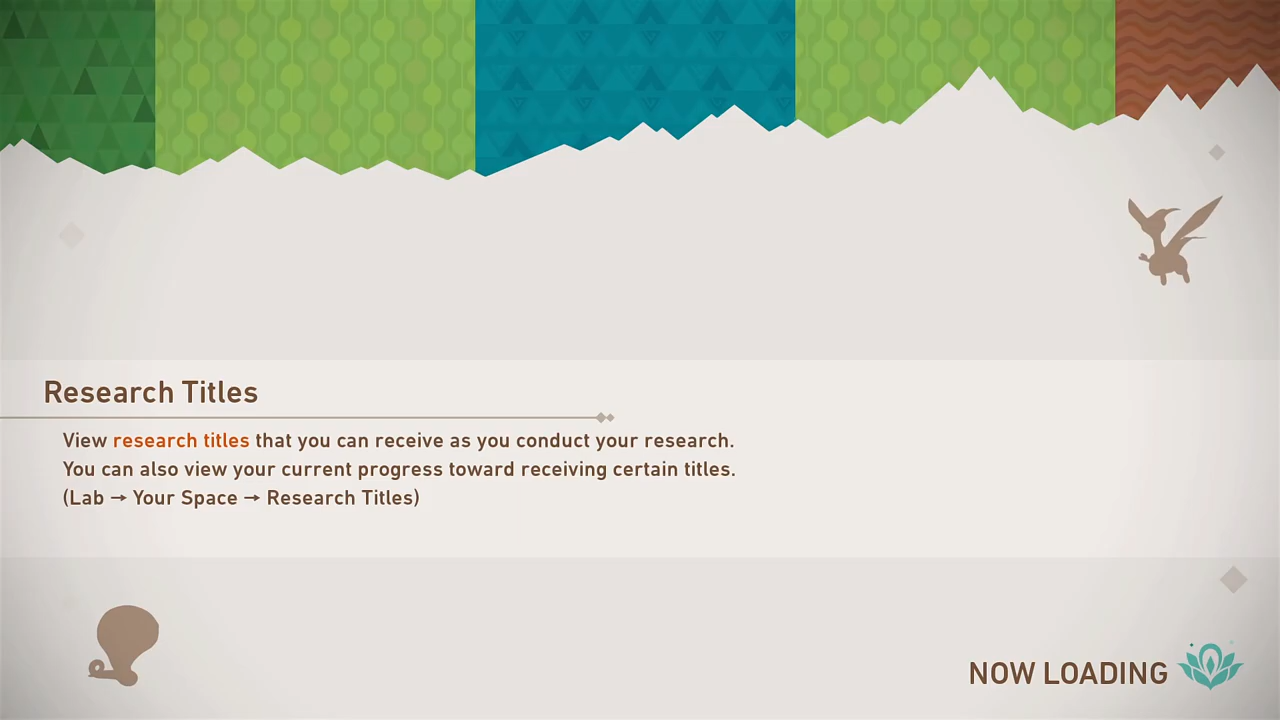 Research Titles
View research titles that you can receive as you conduct your research.
You can also view your current progress toward receiving certain titles.
(Lab → Your Space → Research Titles)
NOW LOADING